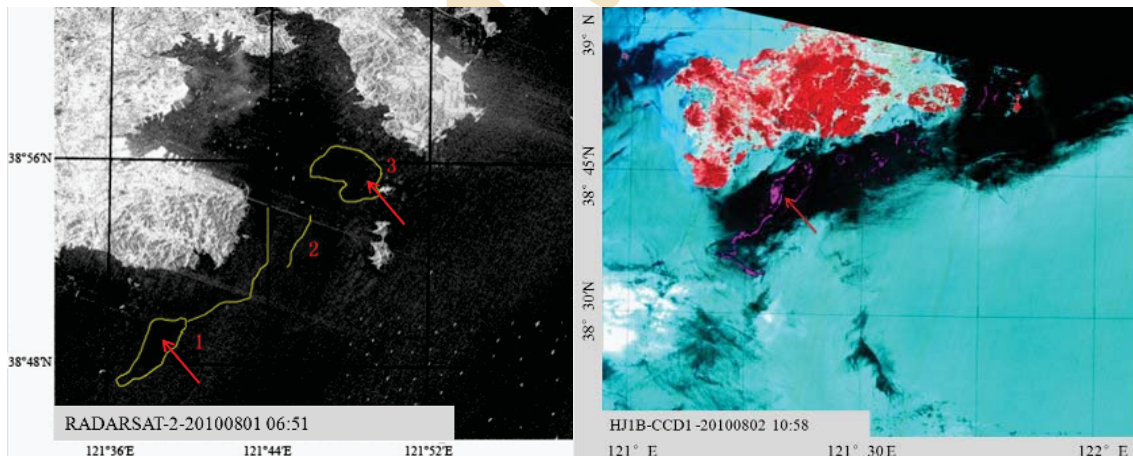 38°56'N
3
2
1
38°48'N
RADARSAT-2-20100801 06:51
121°36'E
121°44'E
121°52'E
39° N
38° 45'N
38° 30'N
HJ1B-CCD1 -20100802 10:58
121° E
121° 30'E
122° E